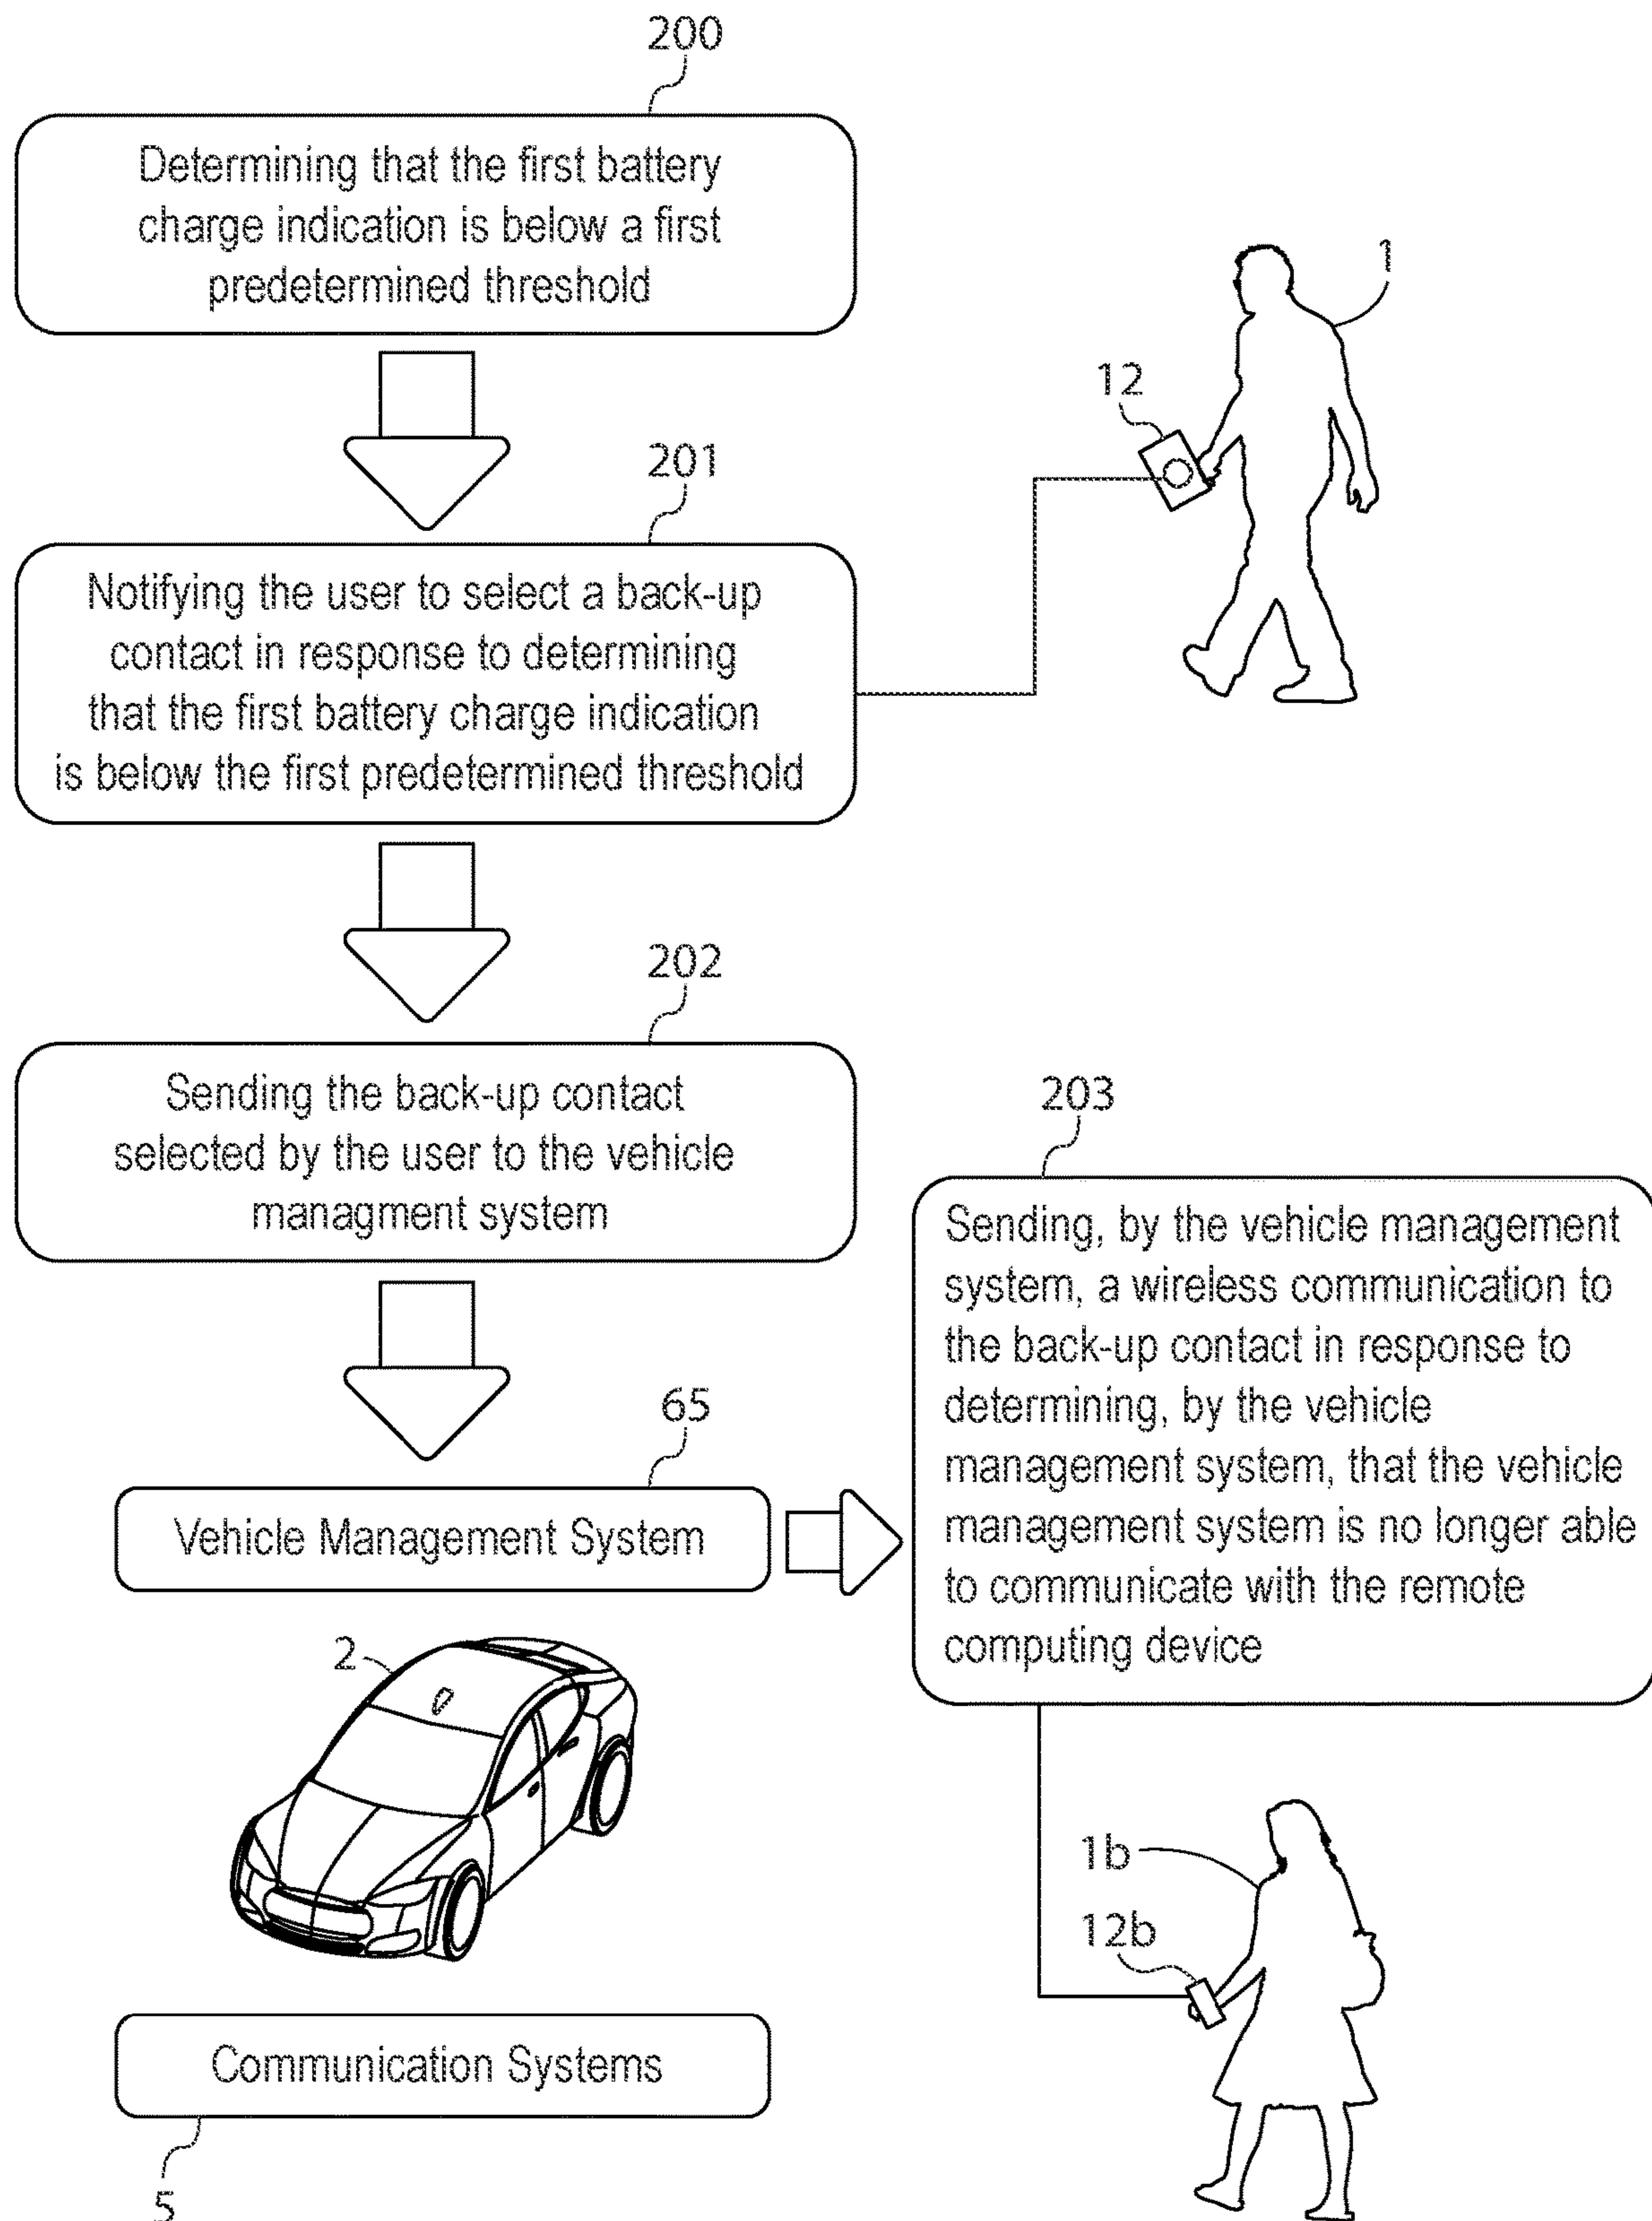 200
Determining that the first battery
charge indication is below a first
predetermined threshold
1
12
201
Notifying the user to select a back-up
contact in response to determining
that the first battery charge indication
is below the first predetermined threshold
202
Sending the back-up contact
selected by the user to the vehicle
managment system
203
Sending, by the vehicle management
system, a wireless communication to
the back-up contact in response to
determining, by the vehicle
management system, that the vehicle
management system is no longer able
to communicate with the remote
computing device
65
Vehicle Management System
2
1b
12b
Communication Systems
5